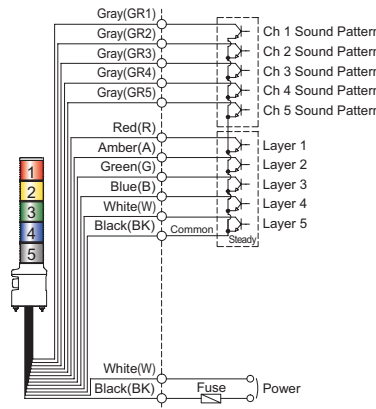 Gray(GR1)
Gray(GR2)
Gray(GR3)
Gray(GR4)
Gray(GR5)
Ch 1 Sound Pattern
Ch 2 Sound Pattern
Ch 3 Sound Pattern
Ch 4 Sound Pattern
Ch 5 Sound Pattern
Red(R)
Amber(A)
Green(G)
Blue(B)
White(W)
Black(BK)
Common
Steady
Layer 1
Layer 2
Layer 3
Layer 4
Layer 5
1
2
3
4
5
White(W)
Black(BK)
Fuse
Power